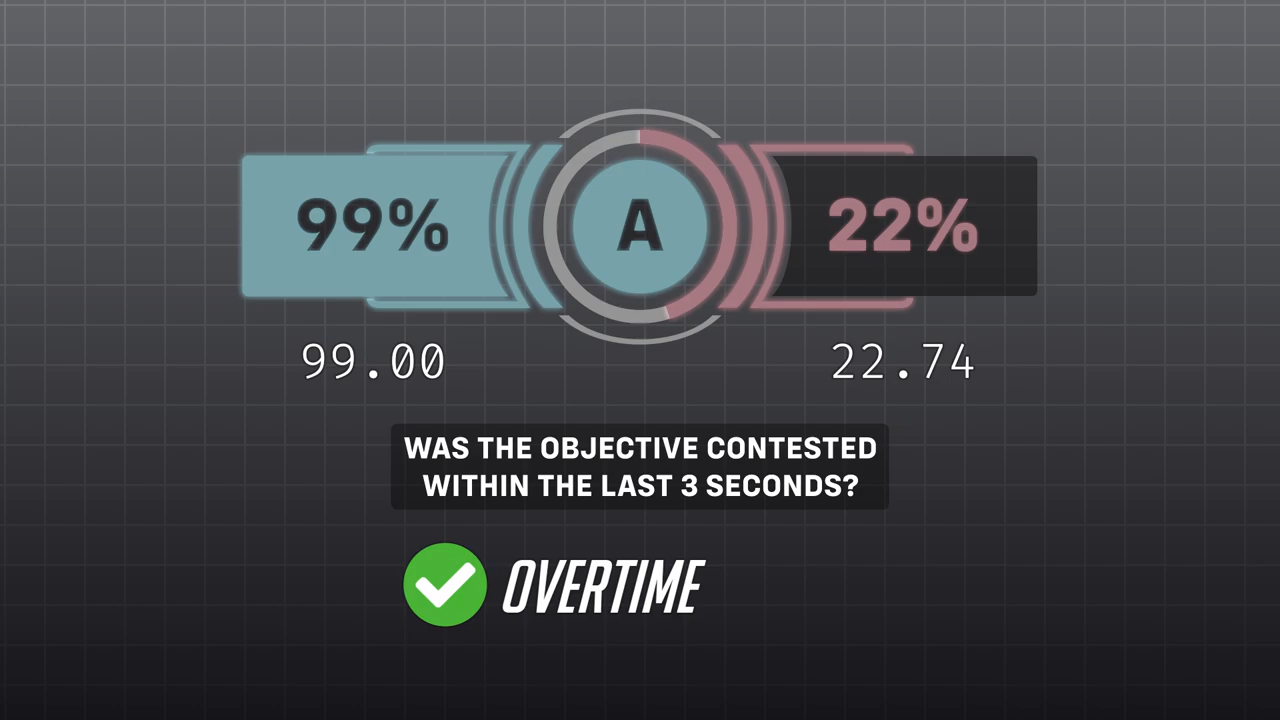 99%
A
22%
99.00
22.74
WAS THE OBJECTIVE CONTESTED
WITHIN THE LAST 3 SECONDS?
OVERTIME